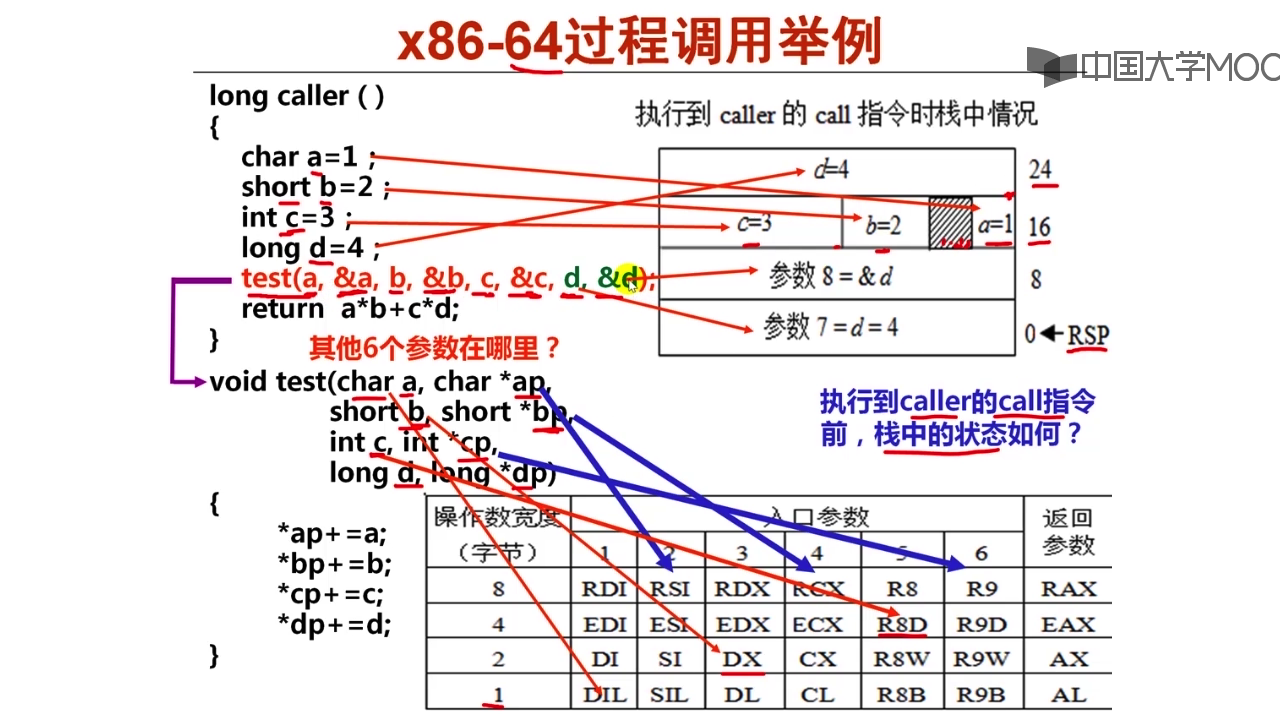 x86-64过程调用举例
中国大学MOO
long caller ( )
{
char a=1 ;
short b=2 ;
int c=3 ;
long d=4 ;
test(a, &a, b, &b, c, &c, d, &d);
return a*b+c*d;
}
执行到 caller 的 call 指令时栈中情况
d=4 24
c=3 b=2 a=1 16
参数 8 = & d 8
参数 7 = d = 4 0 RSP
其他6个参数在哪里？
void test(char a, char *ap,
short b, short *bp,
int c, int *cp,
long d, long *dp)
{
*ap+=a;
*bp+=b;
*cp+=c;
*dp+=d;
}
执行到caller的call指令
前，栈中的状态如何？
操作数宽度（字节） 入口参数 返回参数
1 2 3 4 5 6
8 RDI RSI RDX RCX R8 R9 RAX
4 EDI ESI EDX ECX R8D R9D EAX
2 DI SI DX CX R8W R9W AX
1 DIL SIL DL CL R8B R9B AL